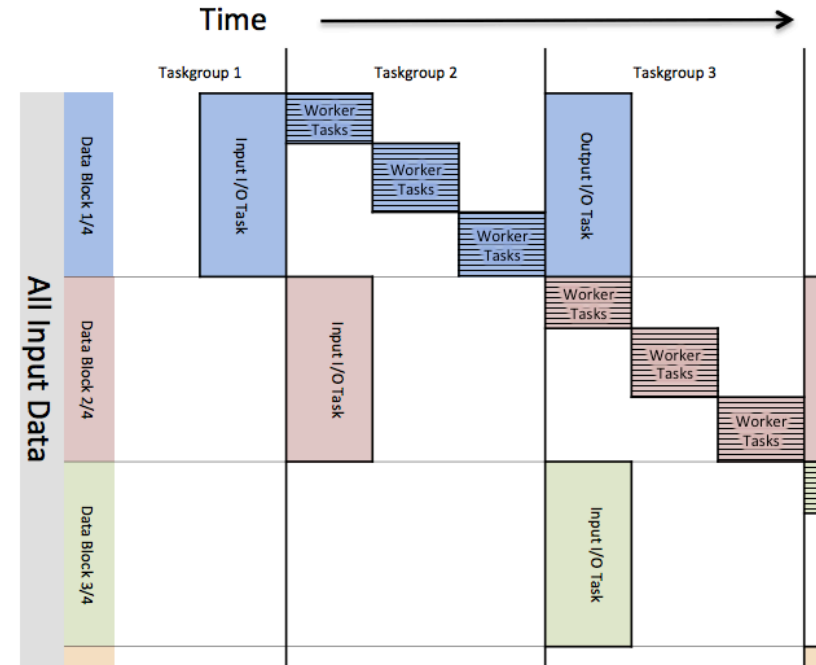 Time
Taskgroup 1
Taskgroup 2
Taskgroup 3
All Input Data
Data Block 1/4
Input I/O Task
Worker
Tasks
Worker
Tasks
Worker
Tasks
Output I/O Task
Data Block 2/4
Input I/O Task
Worker
Tasks
Worker
Tasks
Worker
Tasks
Data Block 3/4
Input I/O Task